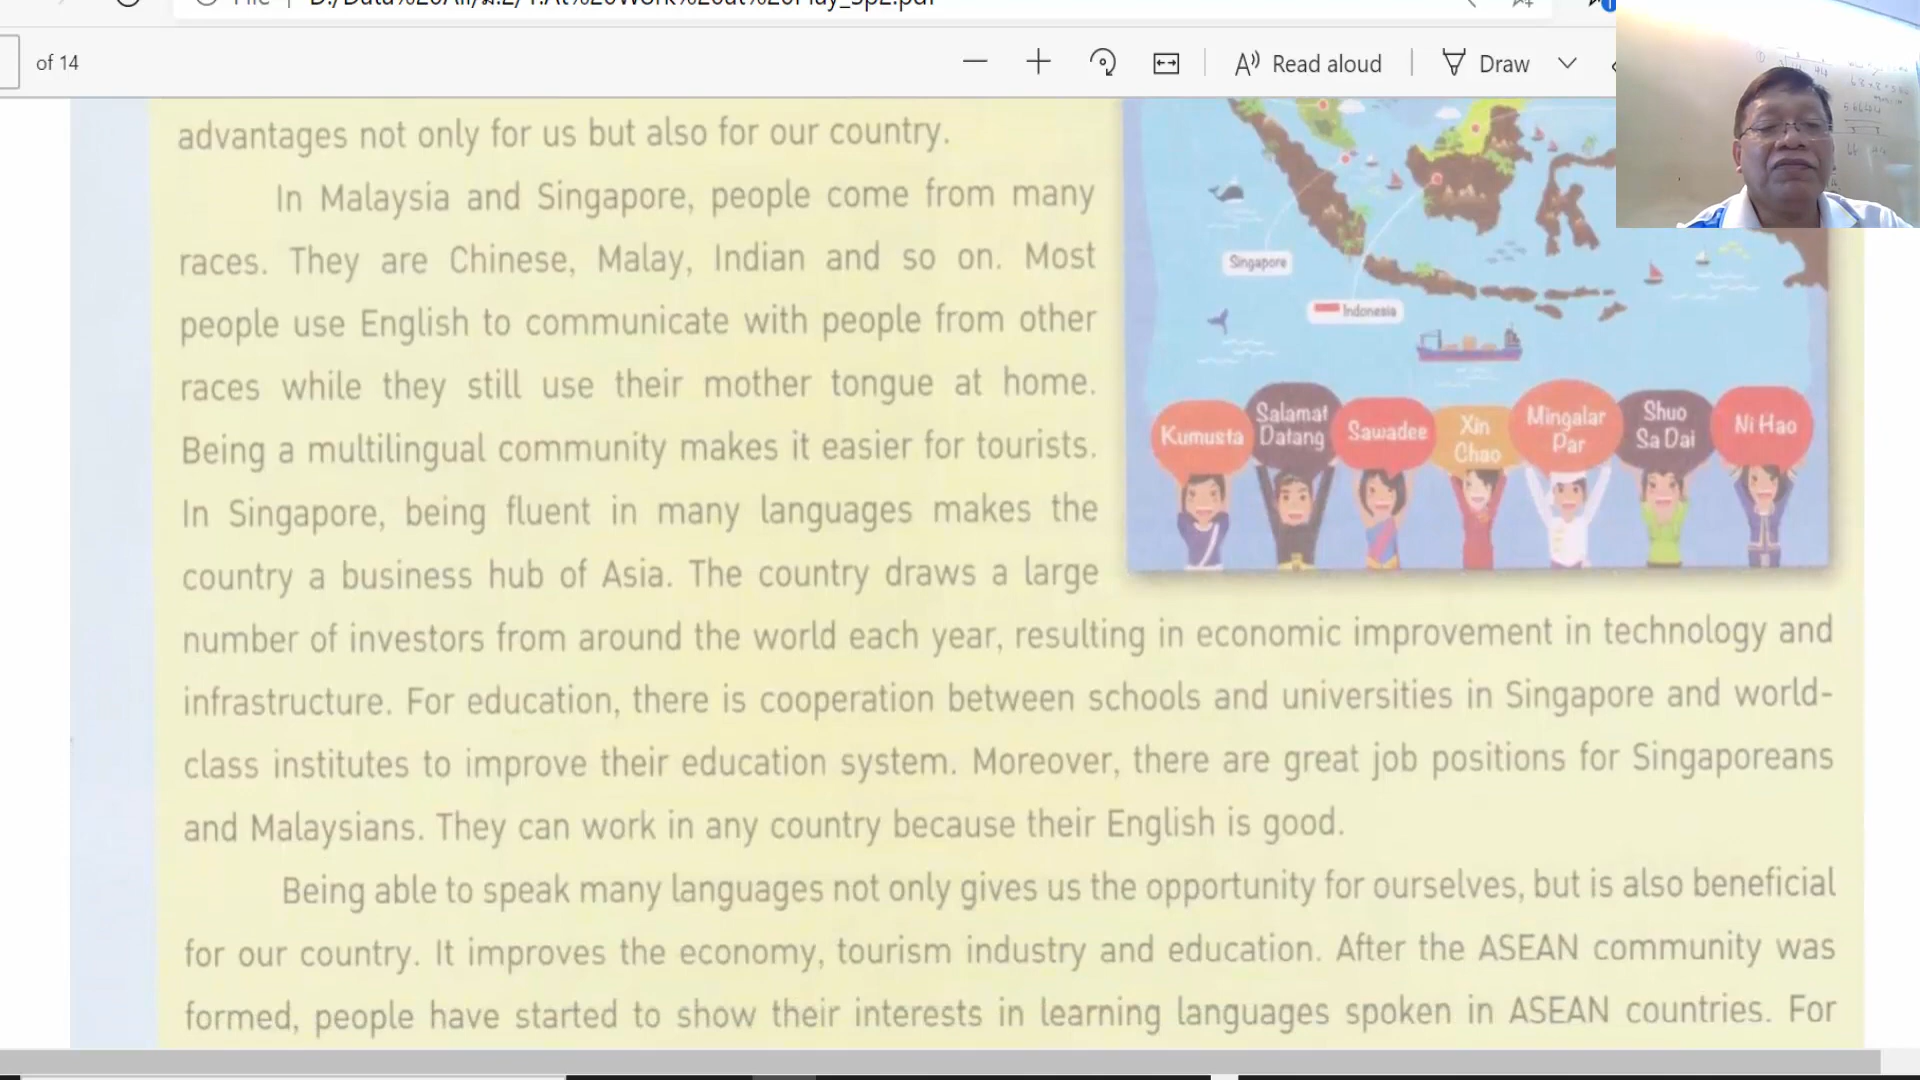 of 14
Read aloud
Draw
advantages not only for us but also for our country.
In Malaysia and Singapore, people come from many
races. They are Chinese, Malay, Indian and so on. Most
people use English to communicate with people from other
races while they still use their mother tongue at home.
Being a multilingual community makes it easier for tourists.
In Singapore, being fluent in many languages makes the
country a business hub of Asia. The country draws a large
number of investors from around the world each year, resulting in economic improvement in technology and
infrastructure. For education, there is cooperation between schools and universities in Singapore and world-
class institutes to improve their education system. Moreover, there are great job positions for Singaporeans
and Malaysians. They can work in any country because their English is good.
Being able to speak many languages not only gives us the opportunity for ourselves, but is also beneficial
for our country. It improves the economy, tourism industry and education. After the ASEAN community was
formed, people have started to show their interests in learning languages spoken in ASEAN countries. For
Singapore
Indonesia
Kumusta
Salamat
Datang
Sawadee
Xin
Chao
Mingalar
Par
Shuo
Sa Dai
Ni Hao